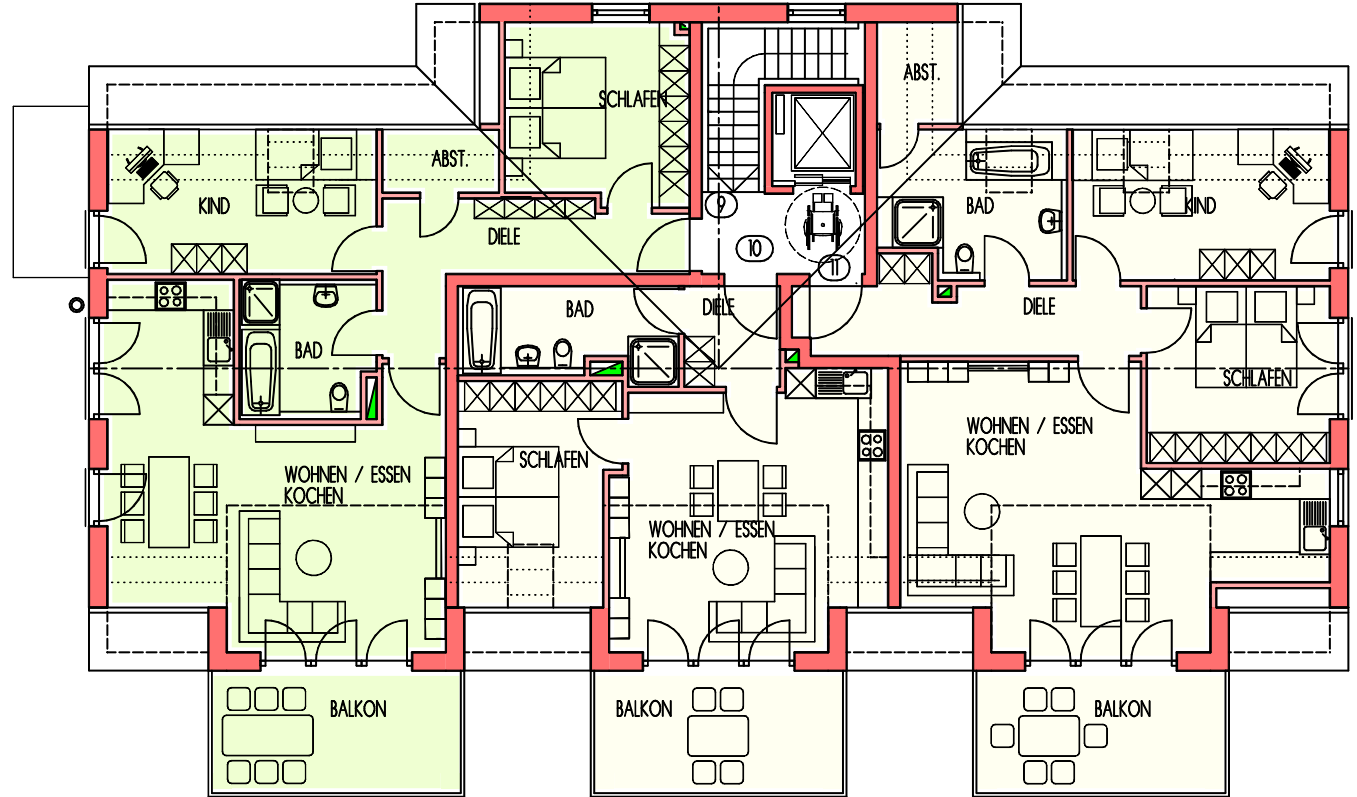 SCHLAFEN
ABST.
ABST.
KIND
DIELE
9
10
11
BAD
KIND
BAD
BAD
DIELE
DIELE
SCHLAFEN
WOHNEN / ESSEN
KOCHEN
SCHLAFEN
WOHNEN / ESSEN
KOCHEN
WOHNEN / ESSEN
KOCHEN
BALKON
BALKON
BALKON